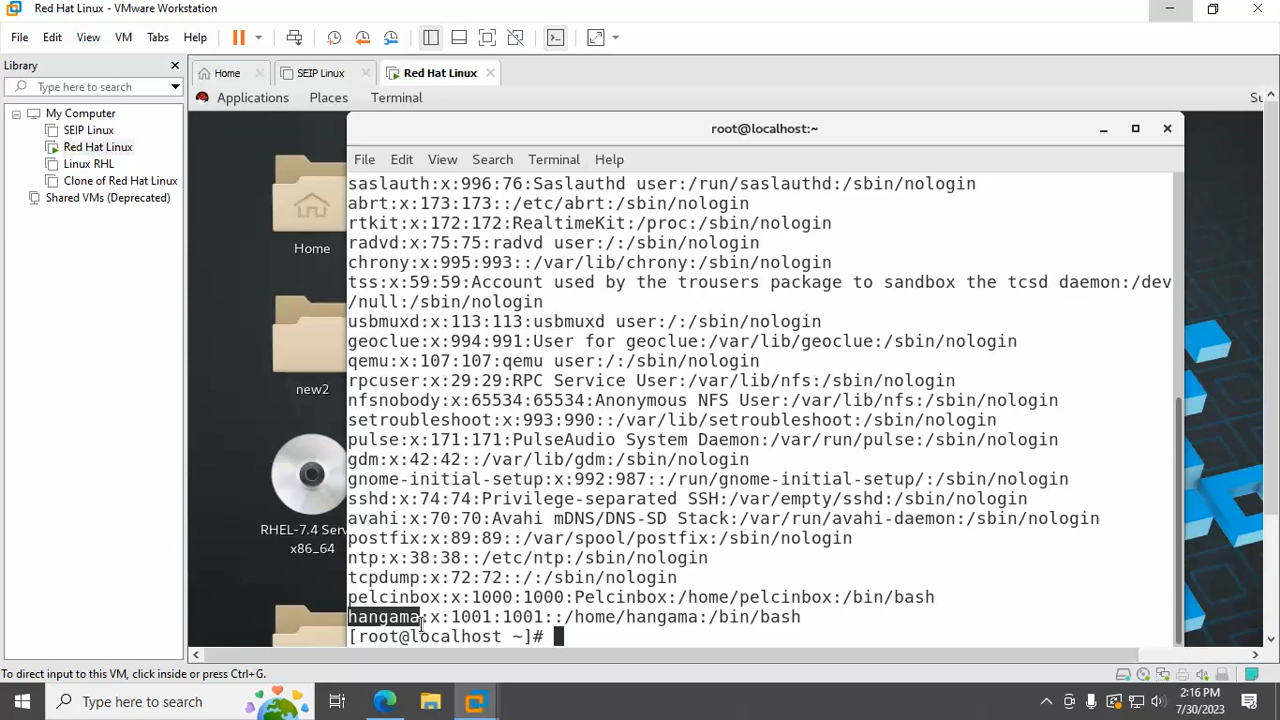 Red Hat Linux - VMware Workstation
File Edit View VM Tabs Help
Library
Type here to search
My Computer
SEIP Linux
Red Hat Linux
Linux RHL
Clone of Red Hat Linux
Shared VMs (Deprecated)
Home
SEIP Linux
Red Hat Linux
Applications Places Terminal
Su
Home
new2
RHEL-7.4 Serv
x86_64
root@localhost:~
File Edit View Search Terminal Help
saslauth:x:996:76:Saslauthd user:/run/saslauthd:/sbin/nologin
abrt:x:173:173::/etc/abrt:/sbin/nologin
rtkit:x:172:172:RealtimeKit:/proc:/sbin/nologin
radvd:x:75:75:radvd user:/:/sbin/nologin
chrony:x:995:993::/var/lib/chrony:/sbin/nologin
tss:x:59:59:Account used by the trousers package to sandbox the tcsd daemon:/dev
/null:/sbin/nologin
usbmuxd:x:113:113:usbmuxd user:/:/sbin/nologin
geoclue:x:994:991:User for geoclue:/var/lib/geoclue:/sbin/nologin
qemu:x:107:107:qemu user:/:/sbin/nologin
rpcuser:x:29:29:RPC Service User:/var/lib/nfs:/sbin/nologin
nfsnobody:x:65534:65534:Anonymous NFS User:/var/lib/nfs:/sbin/nologin
setroubleshoot:x:993:990::/var/lib/setroubleshoot:/sbin/nologin
pulse:x:171:171:PulseAudio System Daemon:/var/run/pulse:/sbin/nologin
gdm:x:42:42::/var/lib/gdm:/sbin/nologin
gnome-initial-setup:x:992:987::/run/gnome-initial-setup/:/sbin/nologin
sshd:x:74:74:Privilege-separated SSH:/var/empty/sshd:/sbin/nologin
avahi:x:70:70:Avahi mDNS/DNS-SD Stack:/var/run/avahi-daemon:/sbin/nologin
postfix:x:89:89::/var/spool/postfix:/sbin/nologin
ntp:x:38:38::/etc/ntp:/sbin/nologin
tcpdump:x:72:72::/:/sbin/nologin
pelcinbox:x:1000:1000:Pelcinbox:/home/pelcinbox:/bin/bash
hangama:x:1001:1001::/home/hangama:/bin/bash
[root@localhost ~]#
To direct input to this VM, click inside or press Ctrl+G.
Type here to search
2:16 PM
7/30/2023